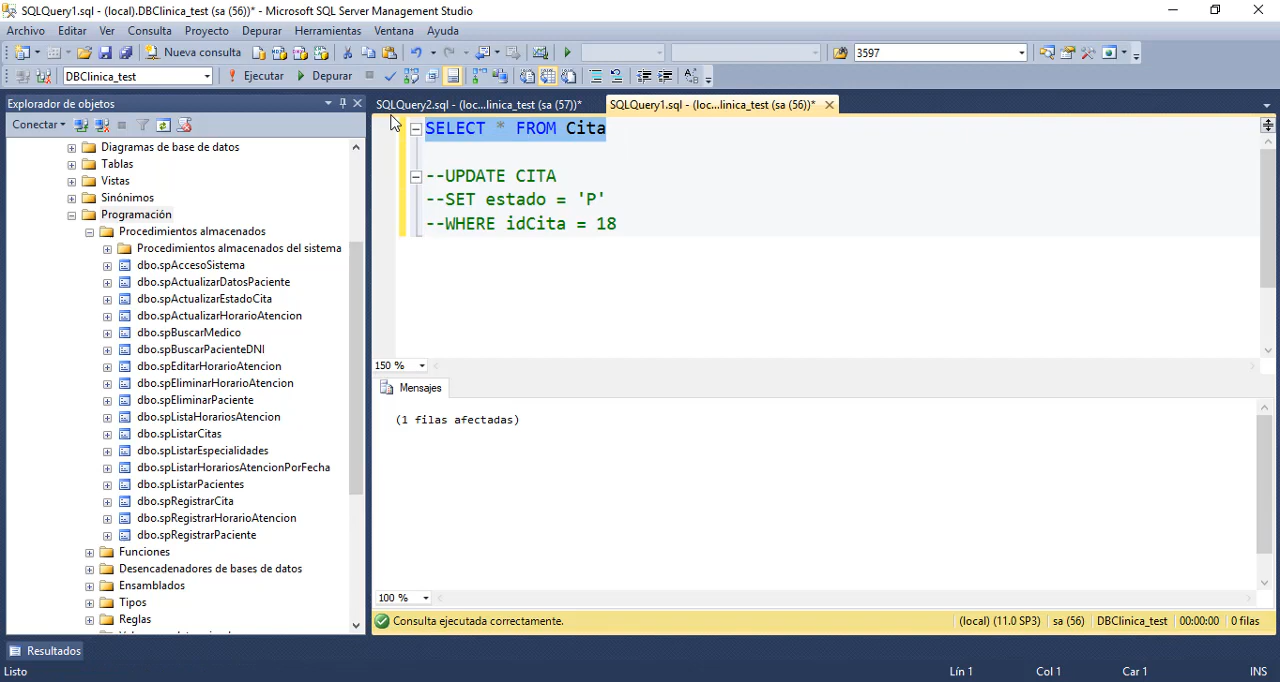 SQLQuery1.sql - (local).DBClinica_test (sa (56))* - Microsoft SQL Server Management Studio
Archivo Editar Ver Consulta Proyecto Depurar Herramientas Ventana Ayuda
Nueva consulta 3597
DBClinica_test Ejecutar Depurar
Explorador de objetos
Conectar
Diagramas de base de datos
Tablas
Vistas
Sinónimos
Programación
Procedimientos almacenados
Procedimientos almacenados del sistema
dbo.spAccesoSistema
dbo.spActualizarDatosPaciente
dbo.spActualizarEstadoCita
dbo.spActualizarHorarioAtencion
dbo.spBuscarMedico
dbo.spBuscarPacienteDNI
dbo.spEditarHorarioAtencion
dbo.spEliminarHorarioAtencion
dbo.spEliminarPaciente
dbo.spListaHorariosAtencion
dbo.spListarCitas
dbo.spListarEspecialidades
dbo.spListarHorariosAtencionPorFecha
dbo.spListarPacientes
dbo.spRegistrarCita
dbo.spRegistrarHorarioAtencion
dbo.spRegistrarPaciente
Funciones
Desencadenadores de bases de datos
Ensamblados
Tipos
Reglas
SQLQuery2.sql - (loc...linica_test (sa (57))* SQLQuery1.sql - (loc...linica_test (sa (56))*
SELECT * FROM Cita
--UPDATE CITA
--SET estado = 'P'
--WHERE idCita = 18
150 %
Mensajes
(1 filas afectadas)
100 %
Consulta ejecutada correctamente. (local) (11.0 SP3) sa (56) DBClinica_test 00:00:00 0 filas
Resultados
Listo Lín 1 Col 1 Car 1 INS